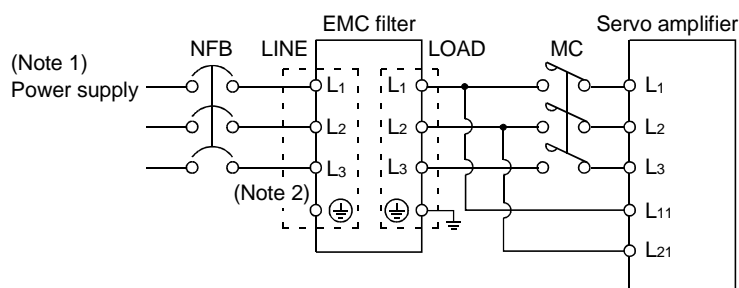 EMC filter
Servo amplifier
NFB
LINE
LOAD
MC
(Note 1)
Power supply
L1
L1
L1
L2
L2
L2
L3
L3
L3
(Note 2)
L11
L21